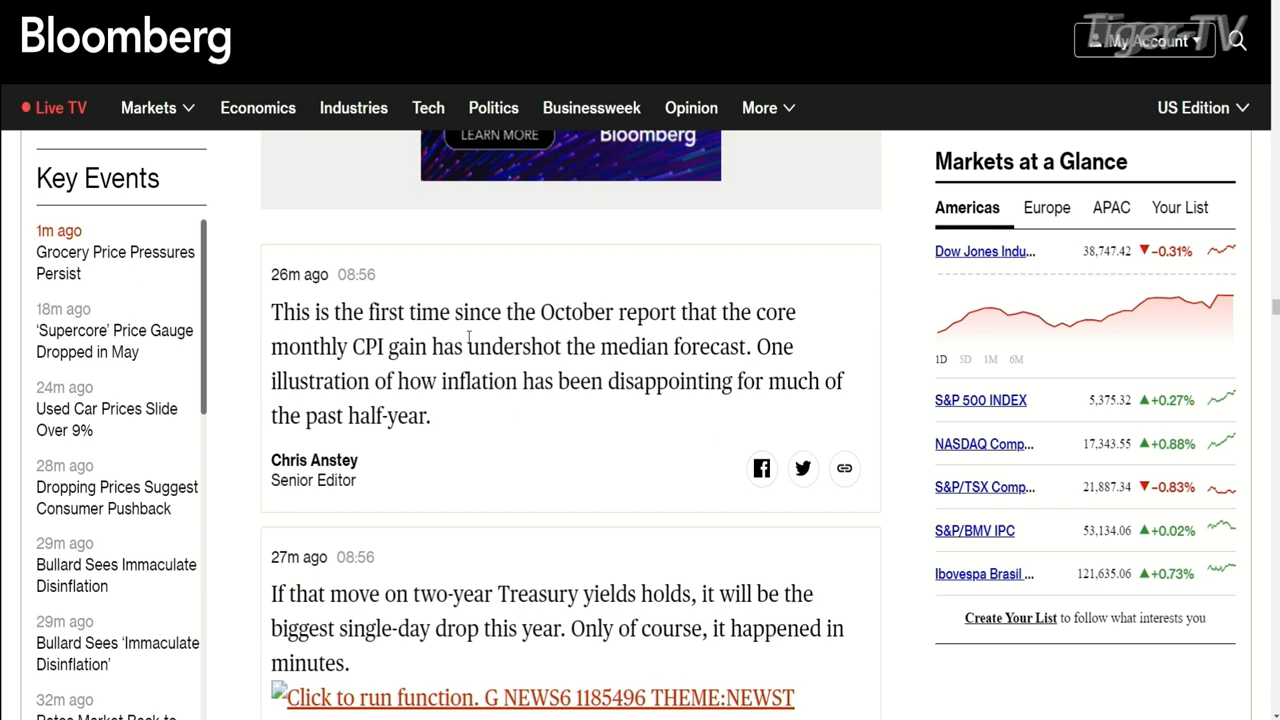 Bloomberg
Tiger-TV
My Account
Live TV Markets Economics Industries Tech Politics Businessweek Opinion More US Edition
Key Events
1m ago
Grocery Price Pressures
Persist
18m ago
‘Supercore’ Price Gauge
Dropped in May
24m ago
Used Car Prices Slide
Over 9%
28m ago
Dropping Prices Suggest
Consumer Pushback
29m ago
Bullard Sees Immaculate
Disinflation
29m ago
Bullard Sees ‘Immaculate
Disinflation’
32m ago
LEARN MORE Bloomberg
26m ago 08:56
This is the first time since the October report that the core
monthly CPI gain has undershot the median forecast. One
illustration of how inflation has been disappointing for much of
the past half-year.
Chris Anstey
Senior Editor
27m ago 08:56
If that move on two-year Treasury yields holds, it will be the
biggest single-day drop this year. Only of course, it happened in
minutes.
Click to run function. G NEWS6 1185496 THEME:NEWST
Markets at a Glance
Americas Europe APAC Your List
Dow Jones Indu... 38,747.42 −0.31%
1D 5D 1M 6M
S&P 500 INDEX 5,375.32 +0.27%
NASDAQ Comp... 17,343.55 +0.88%
S&P/TSX Comp... 21,887.34 −0.83%
S&P/BMV IPC 53,134.06 +0.02%
Ibovespa Brasil ... 121,635.06 +0.73%
Create Your List to follow what interests you